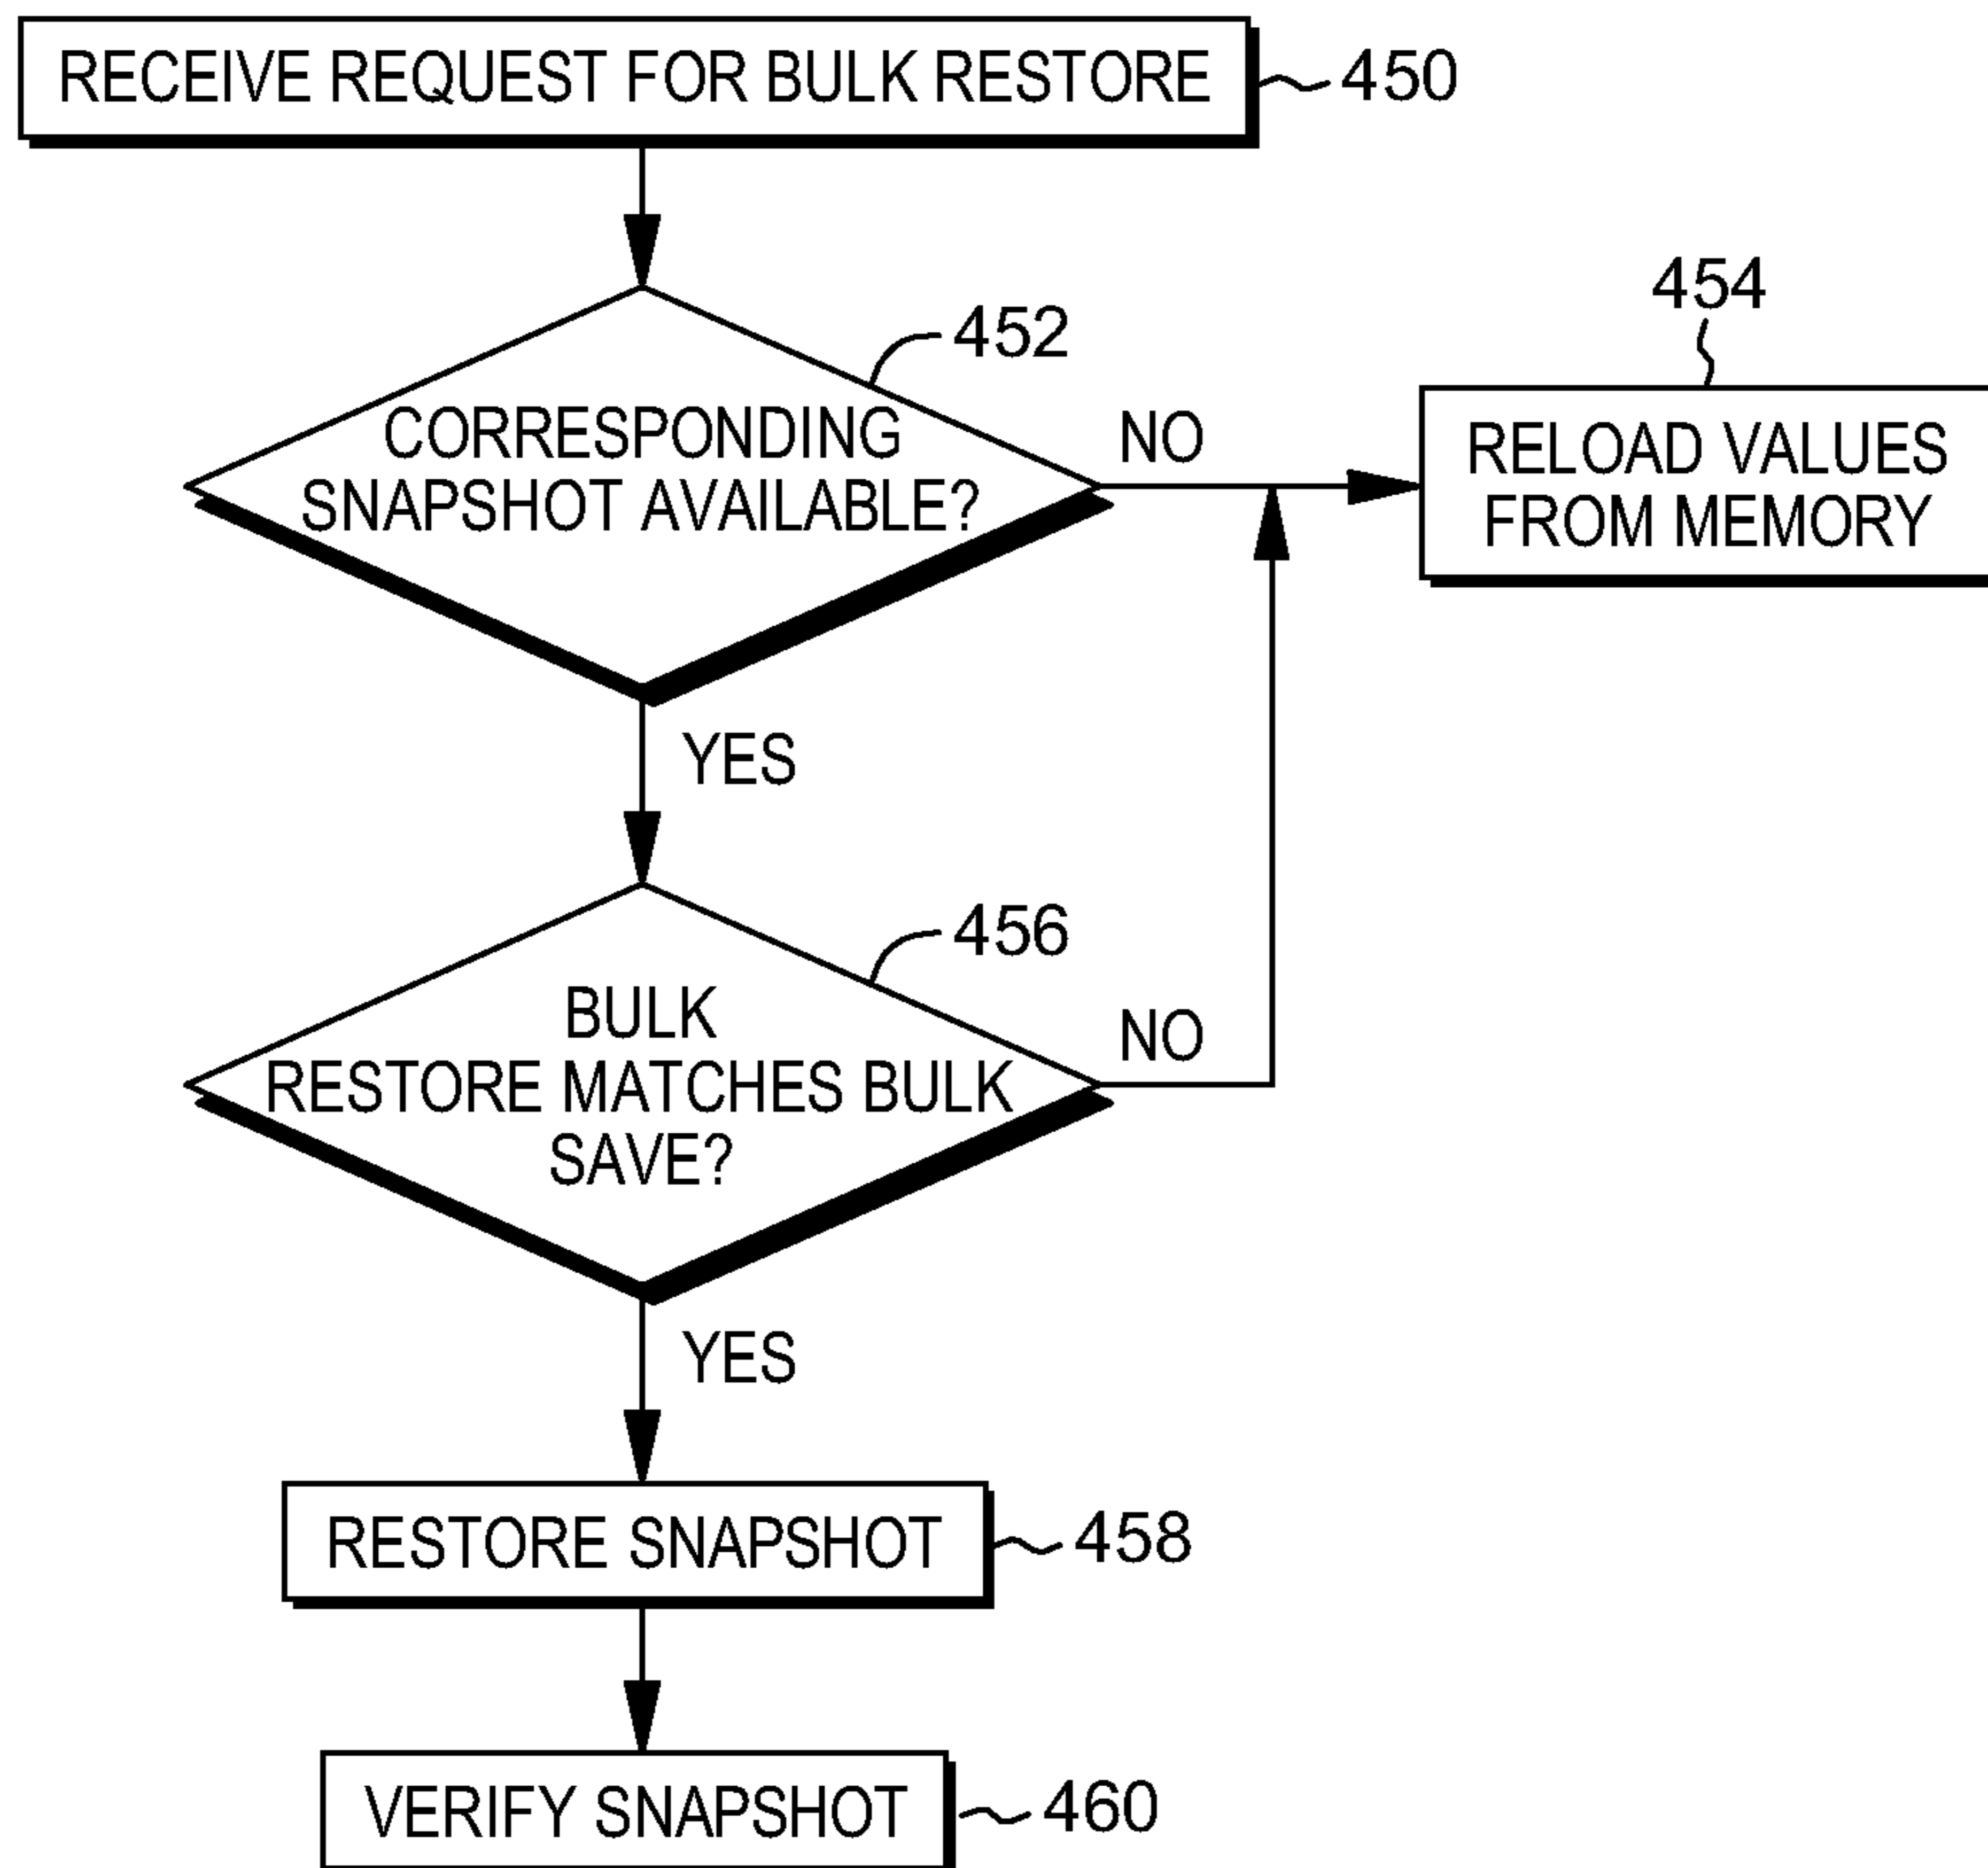 RECEIVE REQUEST FOR BULK RESTORE
450
452
CORRESPONDING
SNAPSHOT AVAILABLE?
NO
454
RELOAD VALUES
FROM MEMORY
YES
456
BULK
RESTORE MATCHES BULK
SAVE?
NO
YES
RESTORE SNAPSHOT
458
VERIFY SNAPSHOT
460